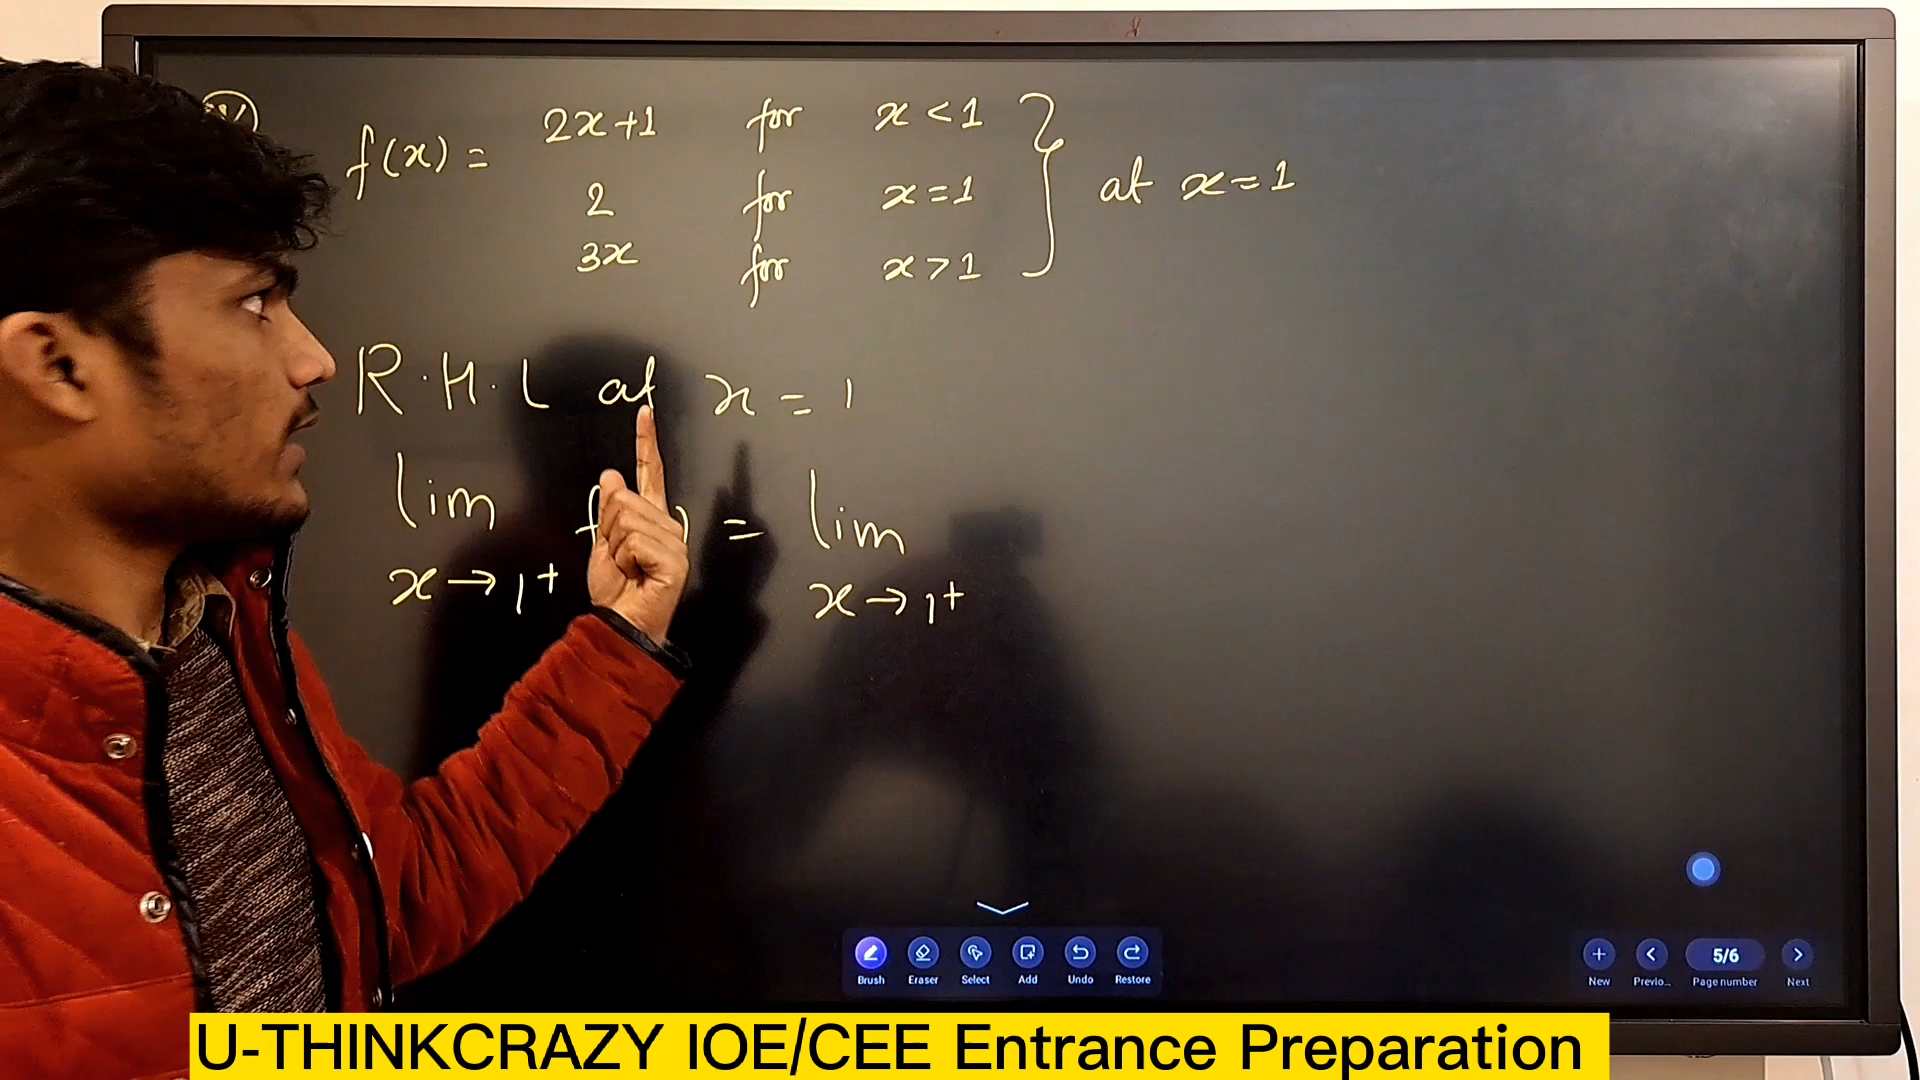 f(x) = 2x+1 for x < 1
2 for x = 1
3x for x > 1
at x = 1
R.H.L at x = 1
lim = lim
x → 1+ x → 1+
Brush Eraser Select Add Undo Restore
5/6
New Previo... Page number Next
U-THINKCRAZY IOE/CEE Entrance Preparation